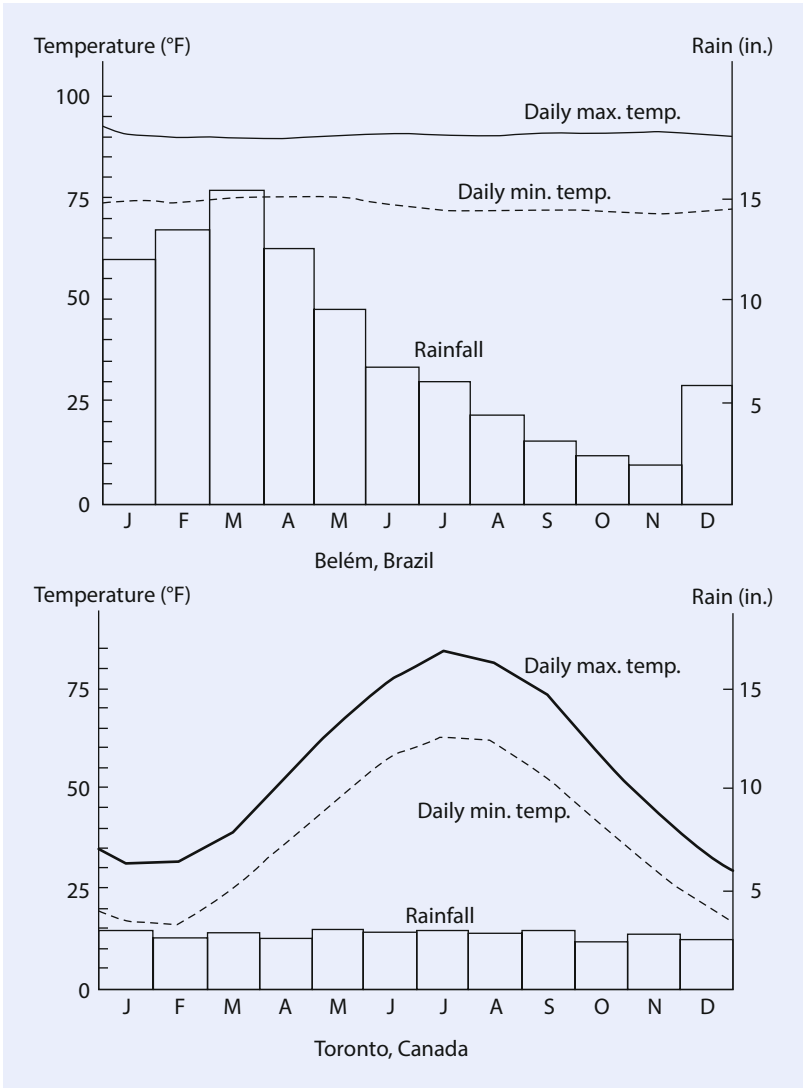 Temperature (°F) Rain (in.)
100
Daily max. temp.
75 Daily min. temp. 15
50 10
Rainfall
25 5
0
J F M A M J J A S O N D
Belém, Brazil
Temperature (°F) Rain (in.)
Daily max. temp.
75 15
50 10
Daily min. temp.
25 5
Rainfall
0
J F M A M J J A S O N D
Toronto, Canada